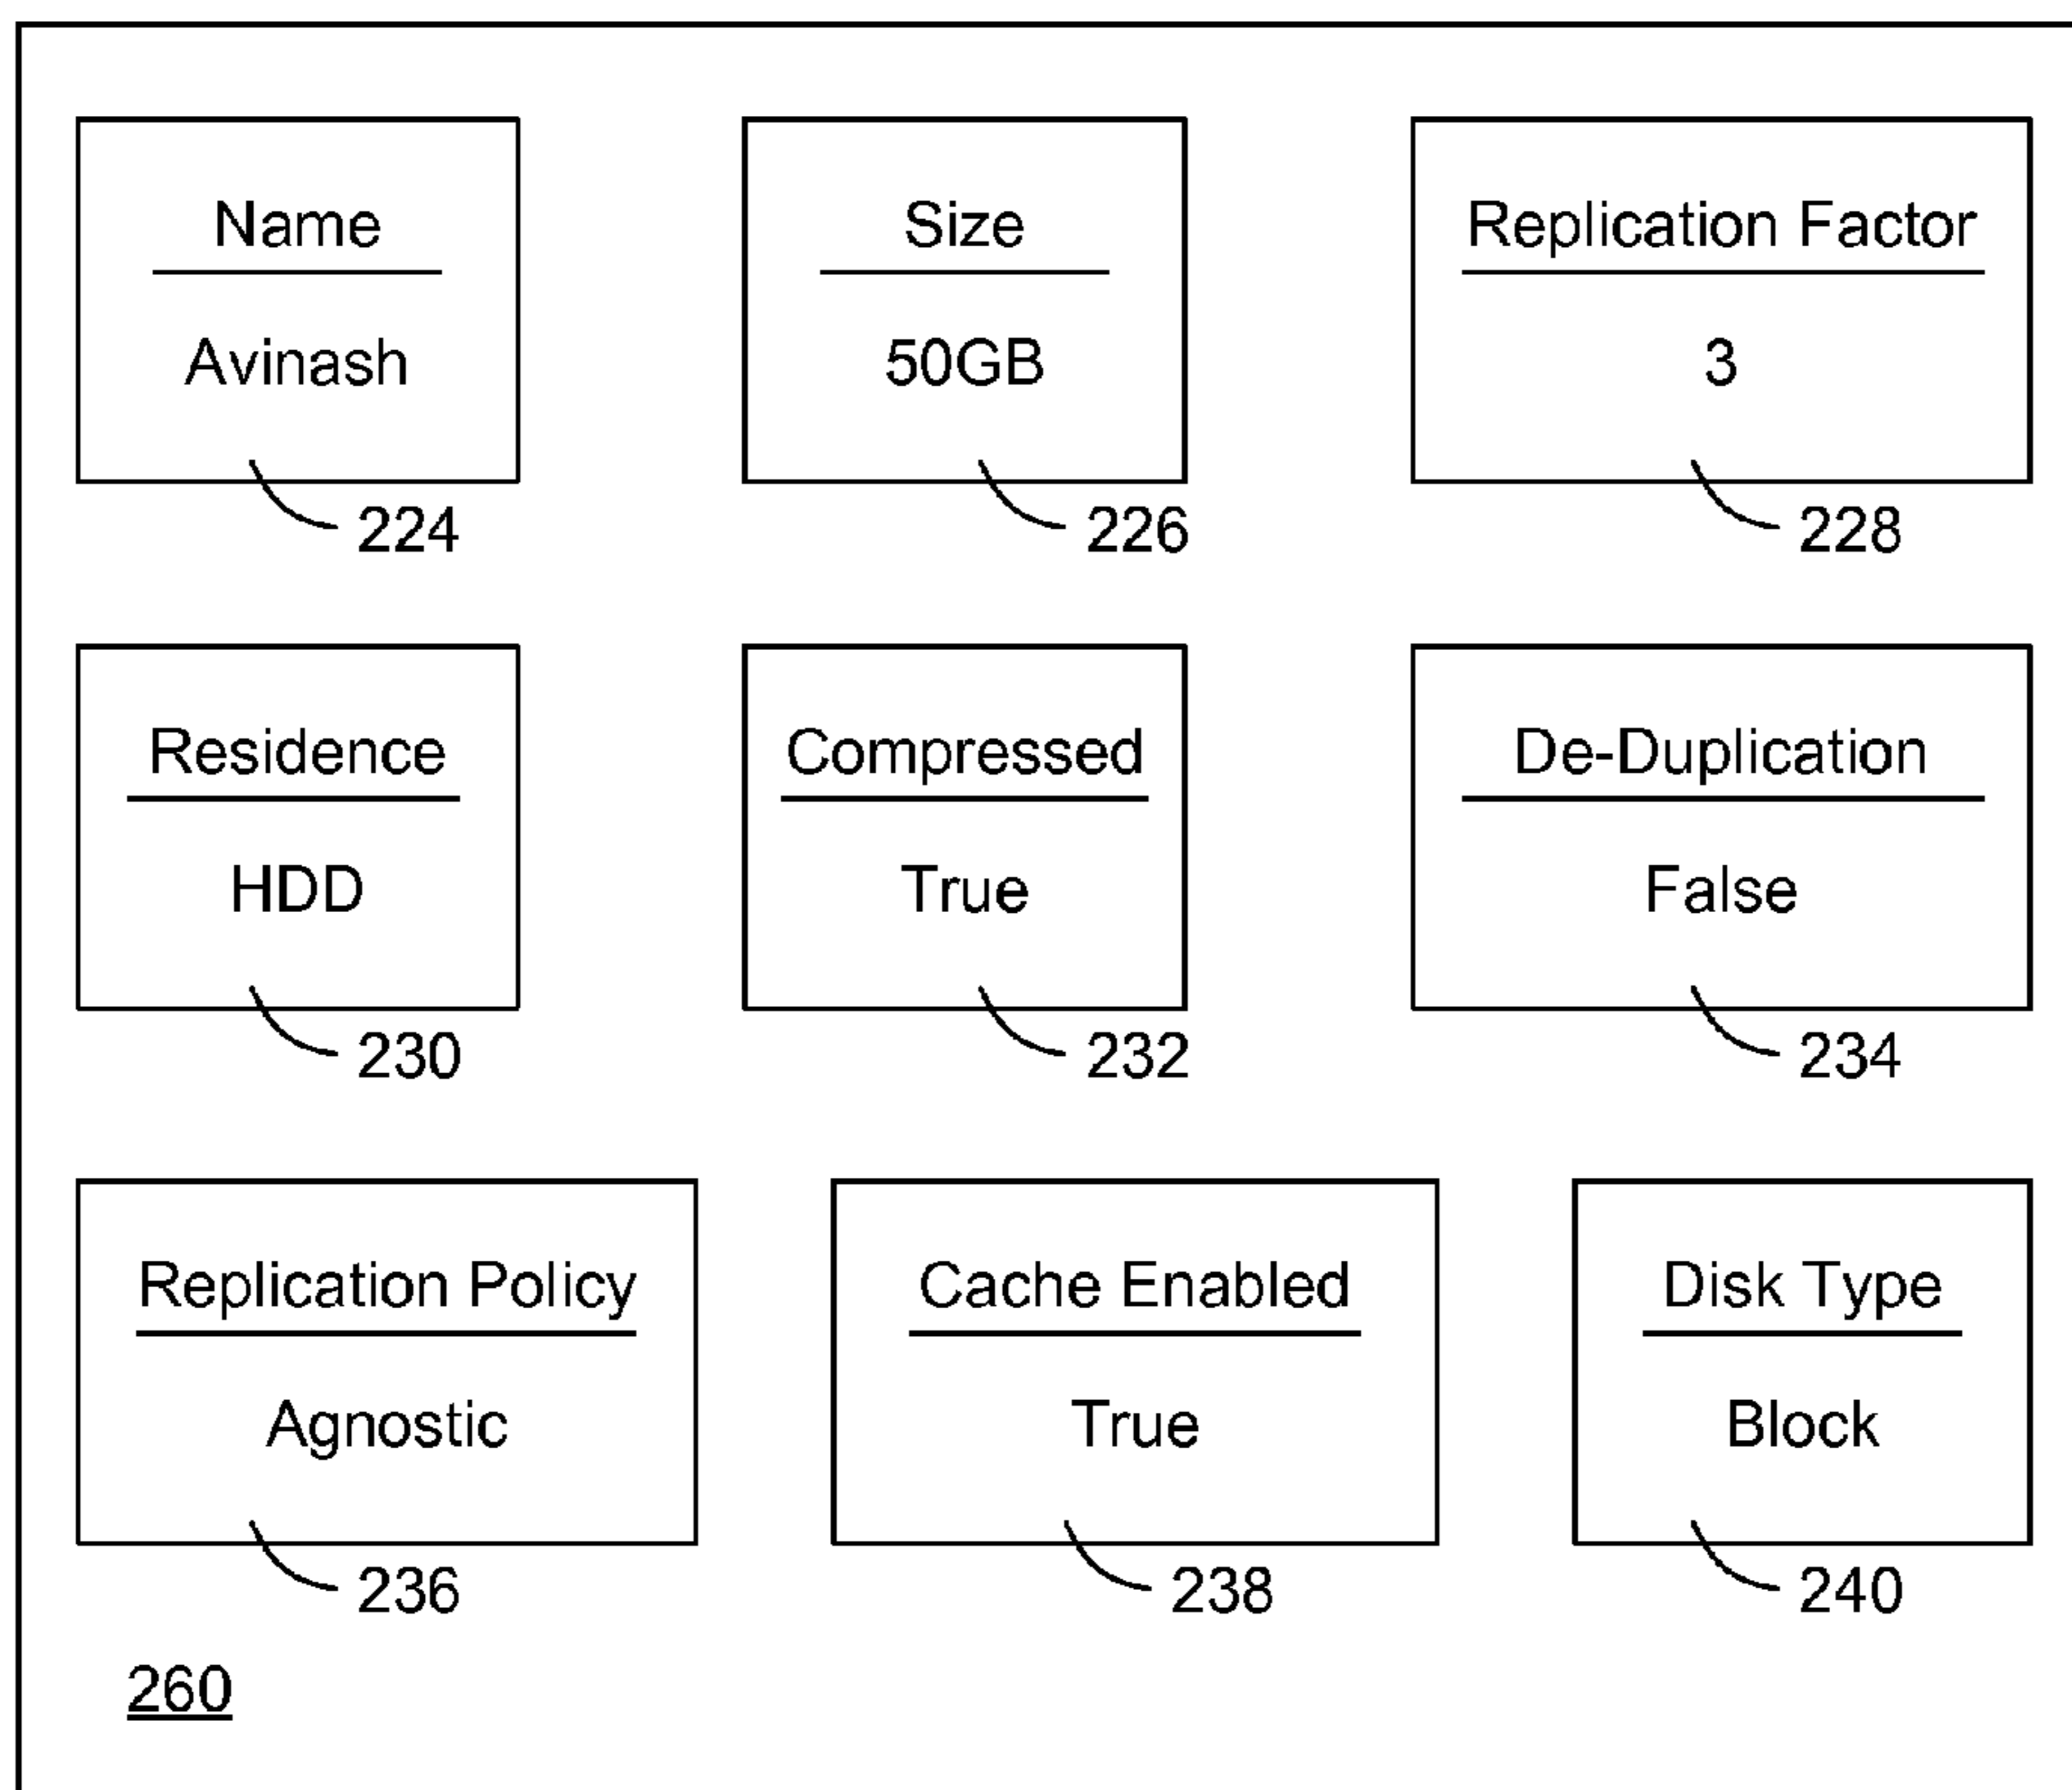 Name
Avinash
224
Size
50GB
226
Replication Factor
3
228
Residence
HDD
230
Compressed
True
232
De-Duplication
False
234
Replication Policy
Agnostic
236
Cache Enabled
True
238
Disk Type
Block
240
260